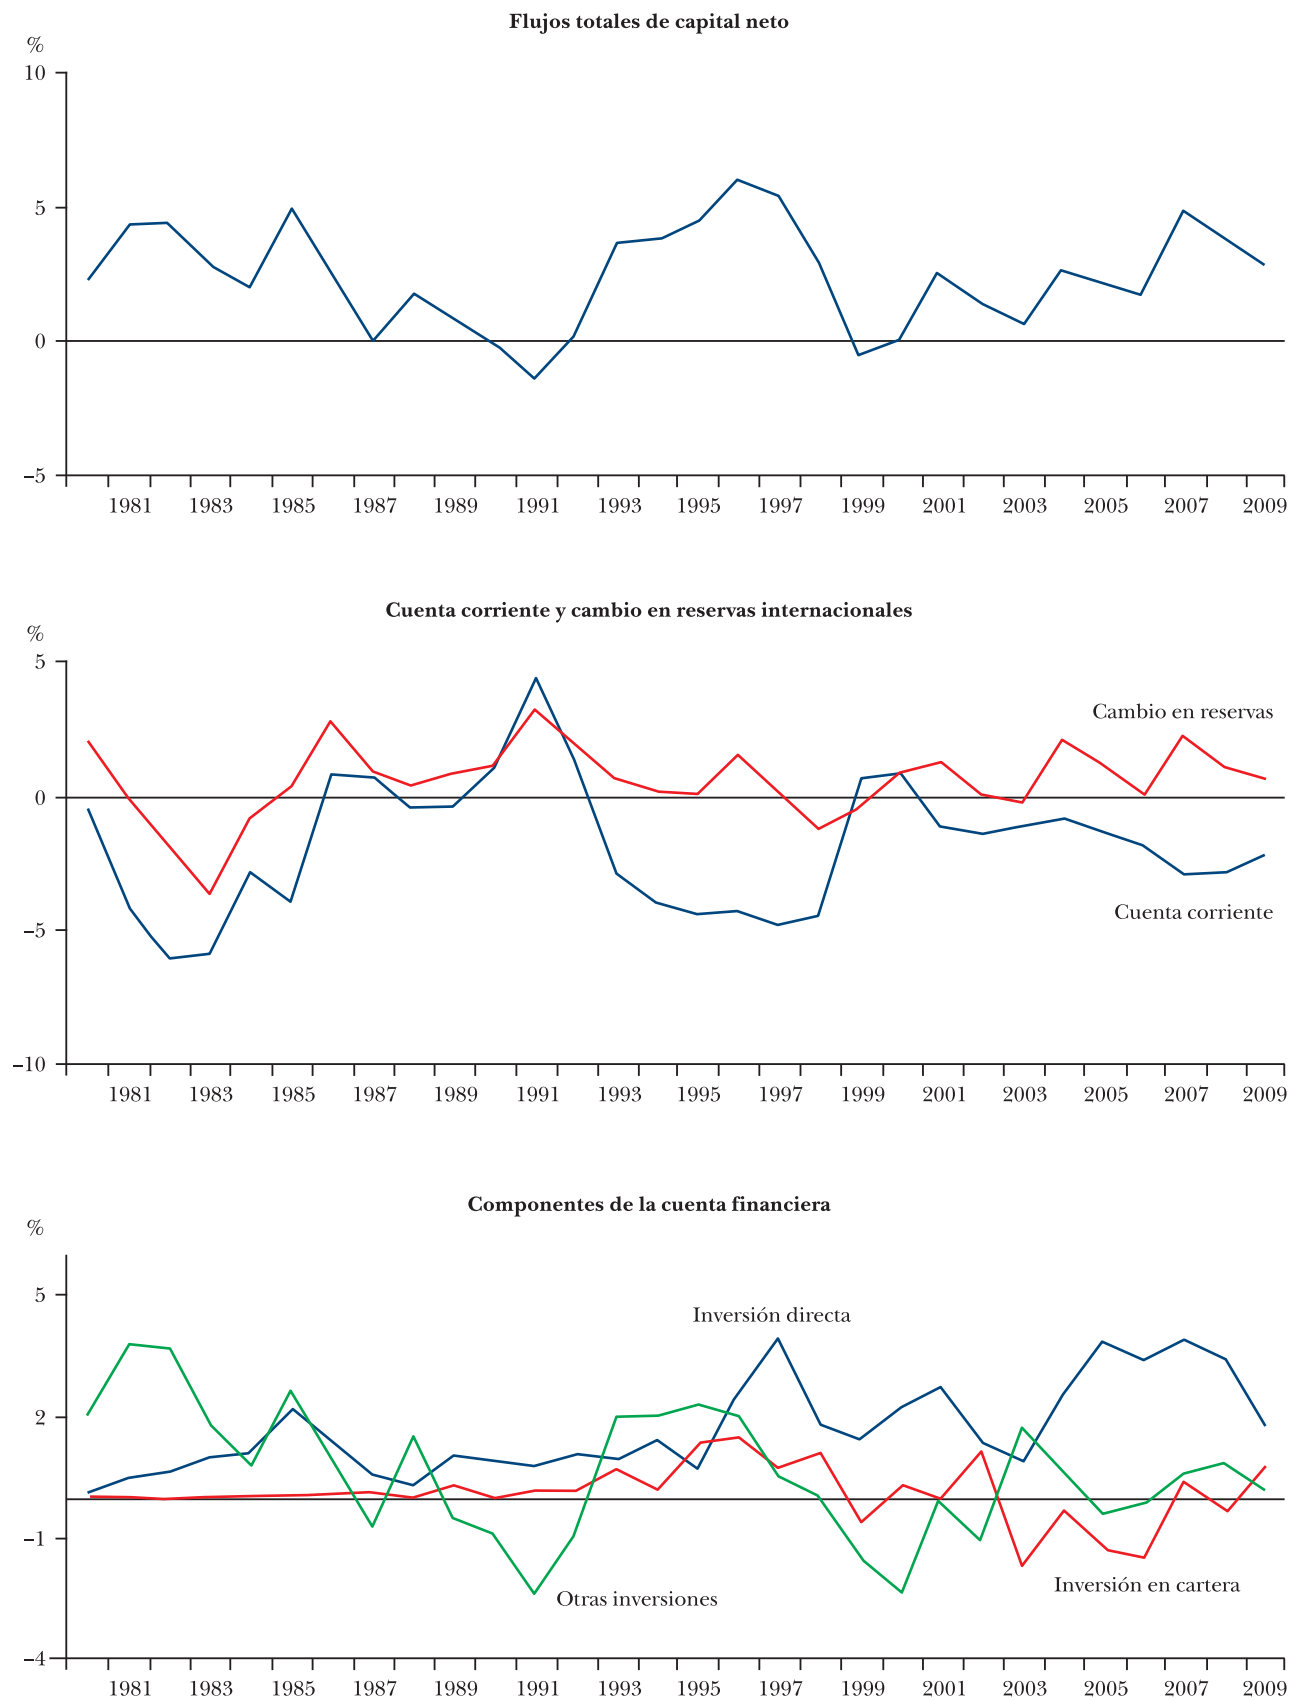 Flujos totales de capital neto
%
10
5
0
–5
1981 1983 1985 1987 1989 1991 1993 1995 1997 1999 2001 2003 2005 2007 2009
Cuenta corriente y cambio en reservas internacionales
%
5
Cambio en reservas
0
Cuenta corriente
–5
–10
1981 1983 1985 1987 1989 1991 1993 1995 1997 1999 2001 2003 2005 2007 2009
Componentes de la cuenta financiera
%
5
Inversión directa
2
–1
Inversión en cartera
Otras inversiones
–4
1981 1983 1985 1987 1989 1991 1993 1995 1997 1999 2001 2003 2005 2007 2009